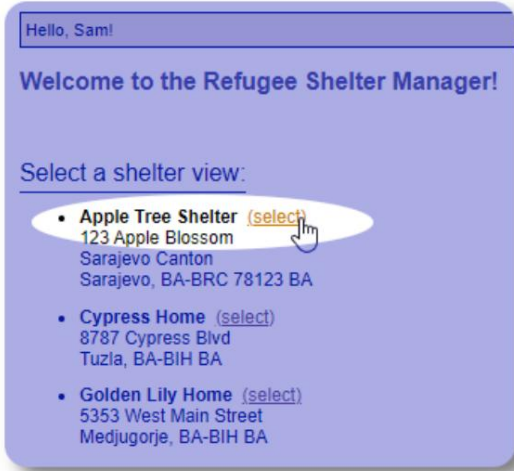 Hello, Sam!
Welcome to the Refugee Shelter Manager!
Select a shelter view:
• Apple Tree Shelter (select)
123 Apple Blossom
Sarajevo Canton
Sarajevo, BA-BRC 78123 BA
• Cypress Home (select)
8787 Cypress Blvd
Tuzla, BA-BIH BA
• Golden Lily Home (select)
5353 West Main Street
Medjugorje, BA-BIH BA